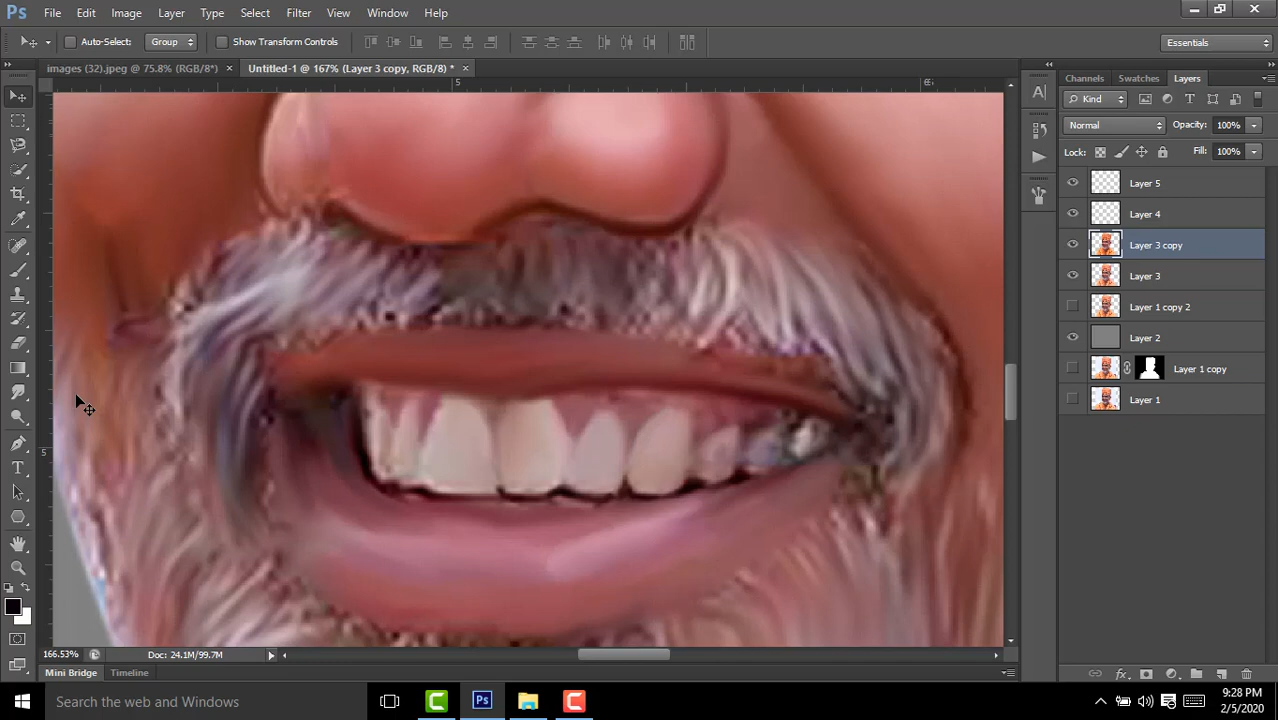 Ps File Edit Image Layer Type Select Filter 3D View Window Help
Auto-Select: Group Show Transform Controls Essentials
images (32).jpeg @ 75.8% (RGB/8*) × Untitled-1 @ 167% (Layer 3 copy, RGB/8) * ×
Channels Swatches Layers
Kind
Normal Opacity: 100%
Lock: Fill: 100%
Layer 5
Layer 4
Layer 3 copy
Layer 3
Layer 1 copy 2
Layer 2
Layer 1 copy
Layer 1
5
5
166.53% Doc: 24.1M/99.7M
Mini Bridge Timeline
Search the web and Windows
9:28 PM
2/5/2020